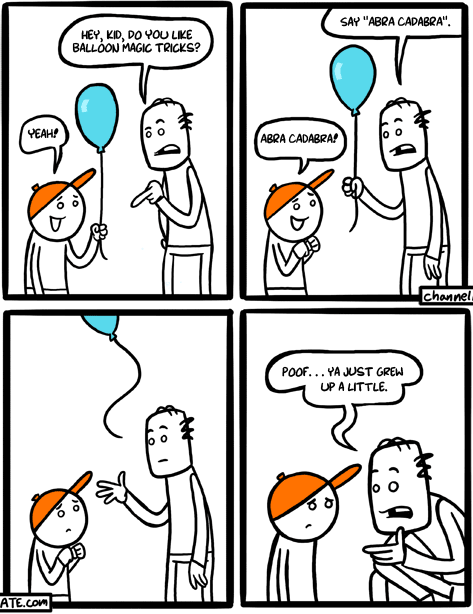 HEY, KID, DO YOU LIKE
BALLOON MAGIC TRICKS?
YEAH!
SAY "ABRA CADABRA".
ABRA CADABRA!
channel
ATE.com
POOF. . . YA JUST GREW
UP A LITTLE.